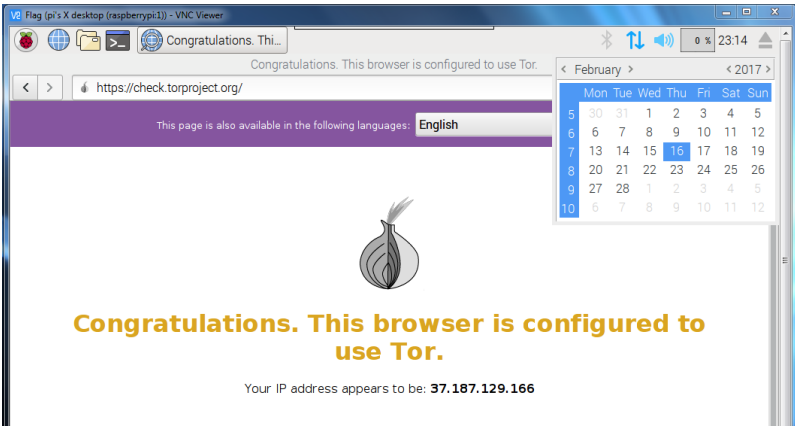 Flag (pi's X desktop (raspberrypi:1)) - VNC Viewer
Congratulations. Thi...
0 %
23:14
Congratulations. This browser is configured to use Tor.
https://check.torproject.org/
This page is also available in the following languages: English
< February > < 2017 >
Mon Tue Wed Thu Fri Sat Sun
5 30 31 1 2 3 4 5
6 6 7 8 9 10 11 12
7 13 14 15 16 17 18 19
8 20 21 22 23 24 25 26
9 27 28 1 2 3 4 5
10 6 7 8 9 10 11 12
Congratulations. This browser is configured to
use Tor.
Your IP address appears to be: 37.187.129.166